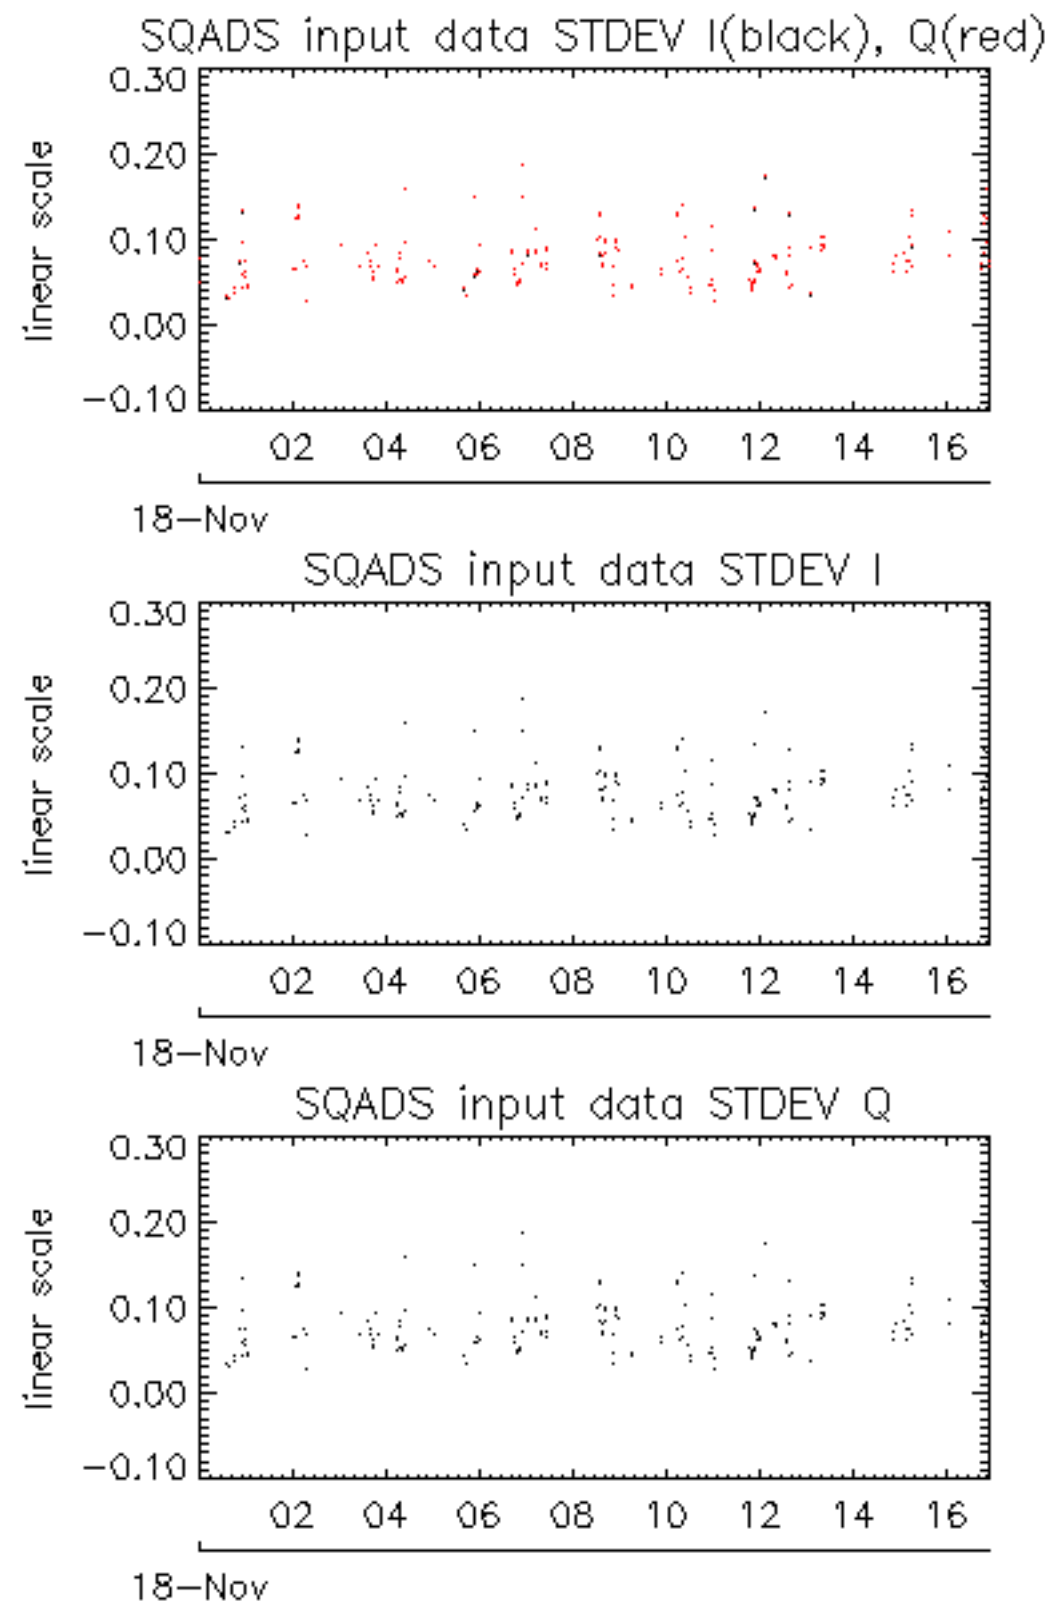 SQADS input data STDEV I(black), Q(red)
0.30
0.20
0.10
0.00
-0.10
linear scale
02 04 06 08 10 12 14 16
18-Nov
SQADS input data STDEV I
0.30
0.20
0.10
0.00
-0.10
linear scale
02 04 06 08 10 12 14 16
18-Nov
SQADS input data STDEV Q
0.30
0.20
0.10
0.00
-0.10
linear scale
02 04 06 08 10 12 14 16
18-Nov